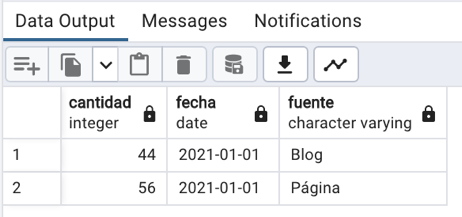 Data Output Messages Notifications
cantidad fecha fuente
integer date character varying
1 44 2021-01-01 Blog
2 56 2021-01-01 Página